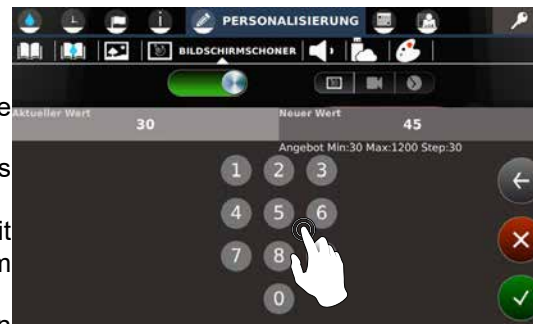 PERSONALISIERUNG
BILDSCHIRMSCHONER
Aktueller Wert
30
Neuer Wert
45
Angebot Min:30 Max:1200 Step:30
1 2 3
4 5 6
7 8
0
e
s
it
m